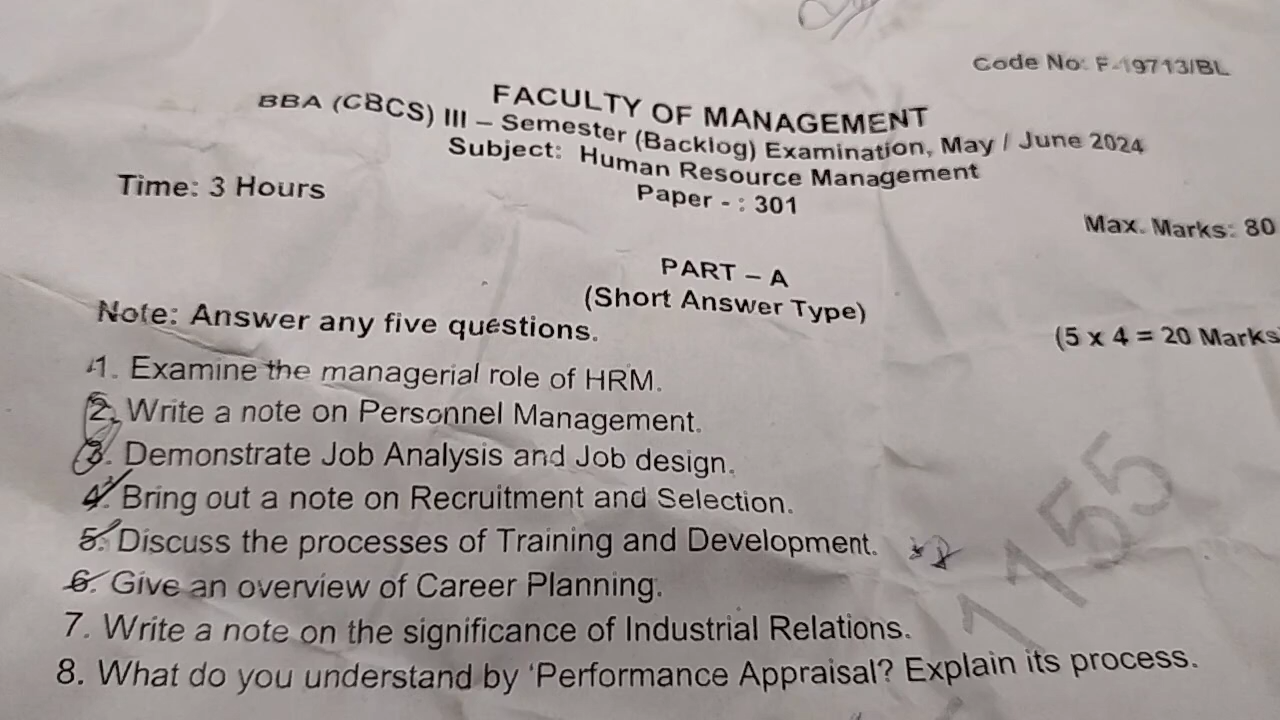 Code No: F-19713/BL
FACULTY OF MANAGEMENT
BBA (CBCS) III – Semester (Backlog) Examination, May / June 2024
Subject: Human Resource Management
Paper - : 301
Time: 3 Hours
Max. Marks: 80
PART – A
(Short Answer Type)
Note: Answer any five questions.
(5 x 4 = 20 Marks
1. Examine the managerial role of HRM.
2. Write a note on Personnel Management.
3. Demonstrate Job Analysis and Job design.
4. Bring out a note on Recruitment and Selection.
5. Discuss the processes of Training and Development.
6. Give an overview of Career Planning.
7. Write a note on the significance of Industrial Relations.
8. What do you understand by ‘Performance Appraisal? Explain its process.
1155